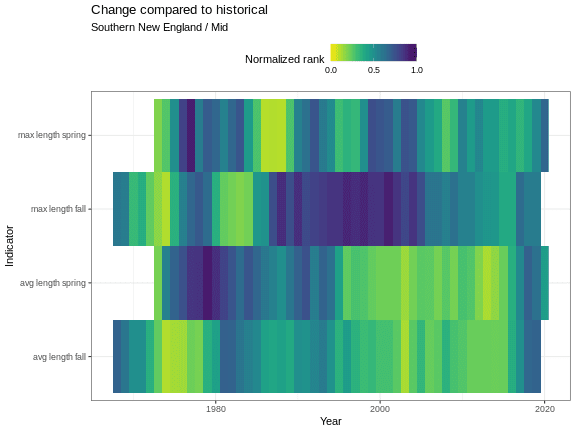 Change compared to historical
Southern New England / Mid
Normalized rank
0.0 0.5 1.0
max length spring
max length fall
avg length spring
avg length fall
Indicator
1980 2000 2020
Year